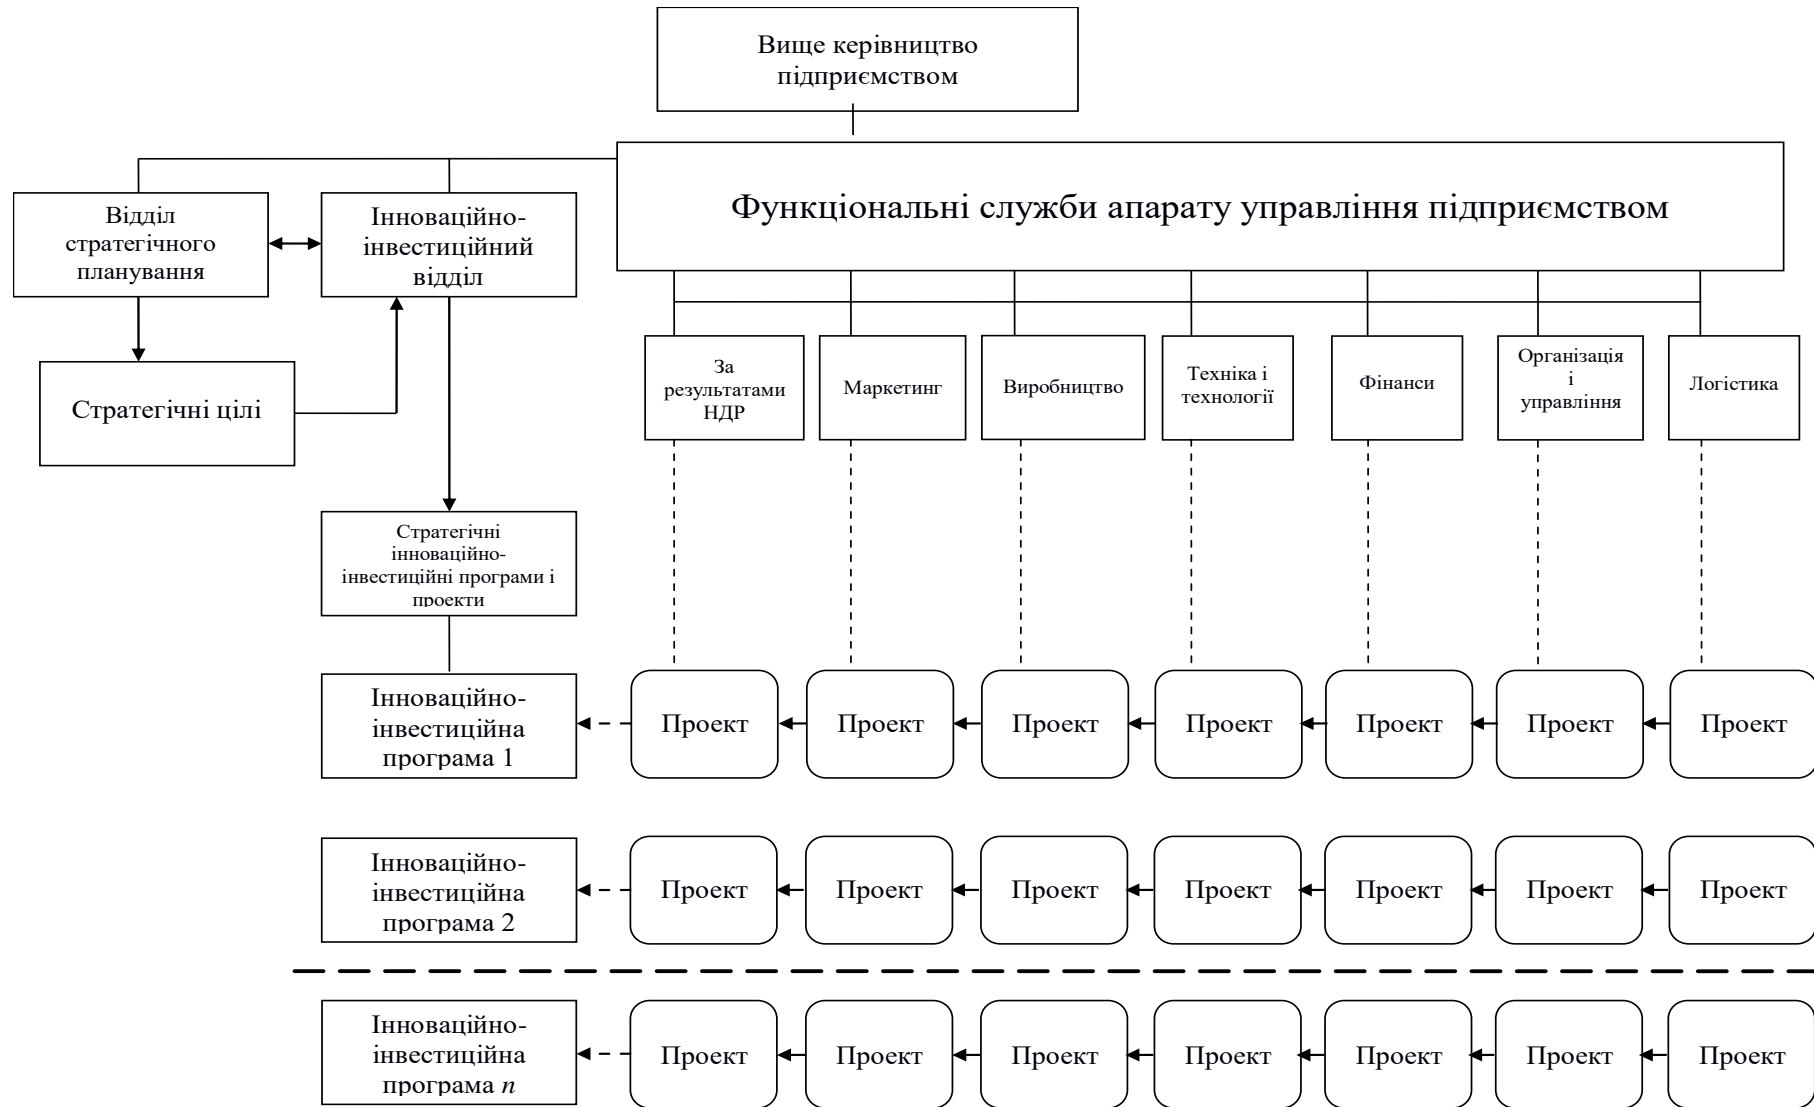 Вище керівництво
підприємством
Функціональні служби апарату управління підприємством
Відділ
стратегічного
планування
Інноваційно-
інвестиційний
відділ
Стратегічні цілі
За
результатами
НДР
Маркетинг
Виробництво
Техніка і
технології
Фінанси
Організація
і
управління
Логістика
Стратегічні
інноваційно-
інвестиційні програми і
проекти
Інноваційно-
інвестиційна
програма 1
Проект
Проект
Проект
Проект
Проект
Проект
Проект
Інноваційно-
інвестиційна
програма 2
Проект
Проект
Проект
Проект
Проект
Проект
Проект
Інноваційно-
інвестиційна
програма n
Проект
Проект
Проект
Проект
Проект
Проект
Проект